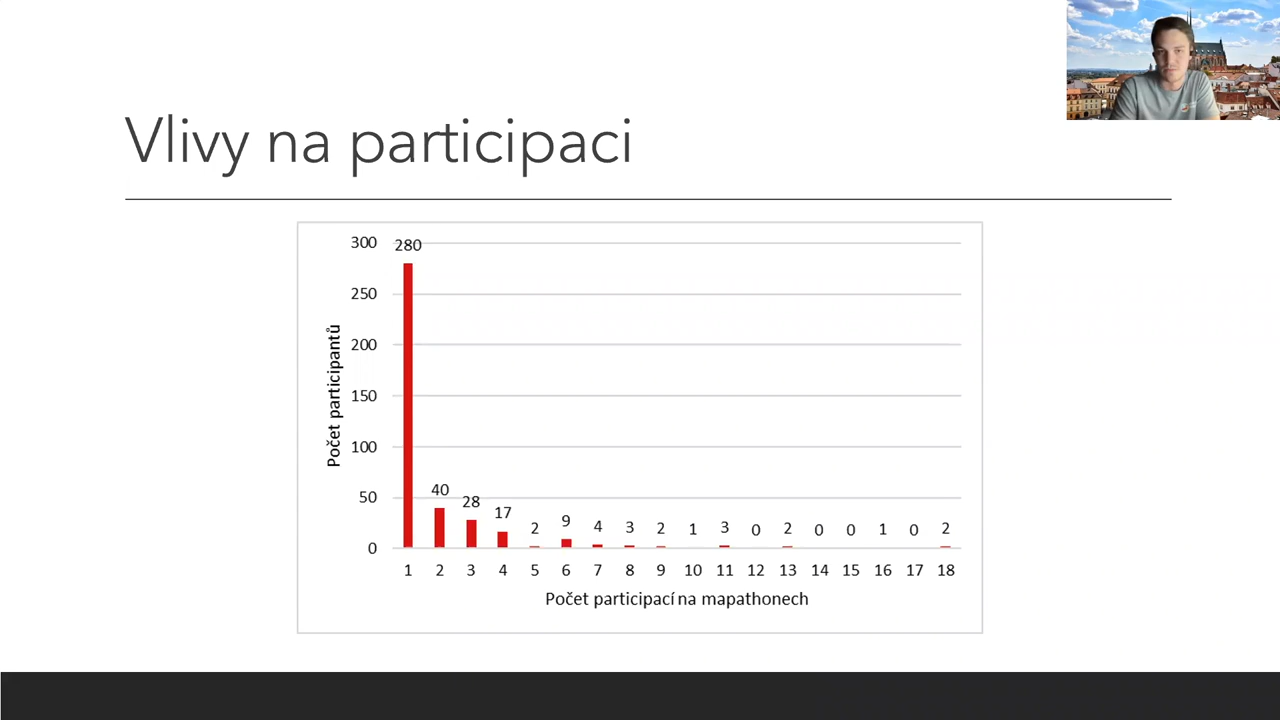 Vlivy na participaci
300
250
200
150
100
50
0
Počet participantů
280 40 28 17 2 9 4 3 2 1 3 0 2 0 0 1 0 2
1 2 3 4 5 6 7 8 9 10 11 12 13 14 15 16 17 18
Počet participací na mapathonech